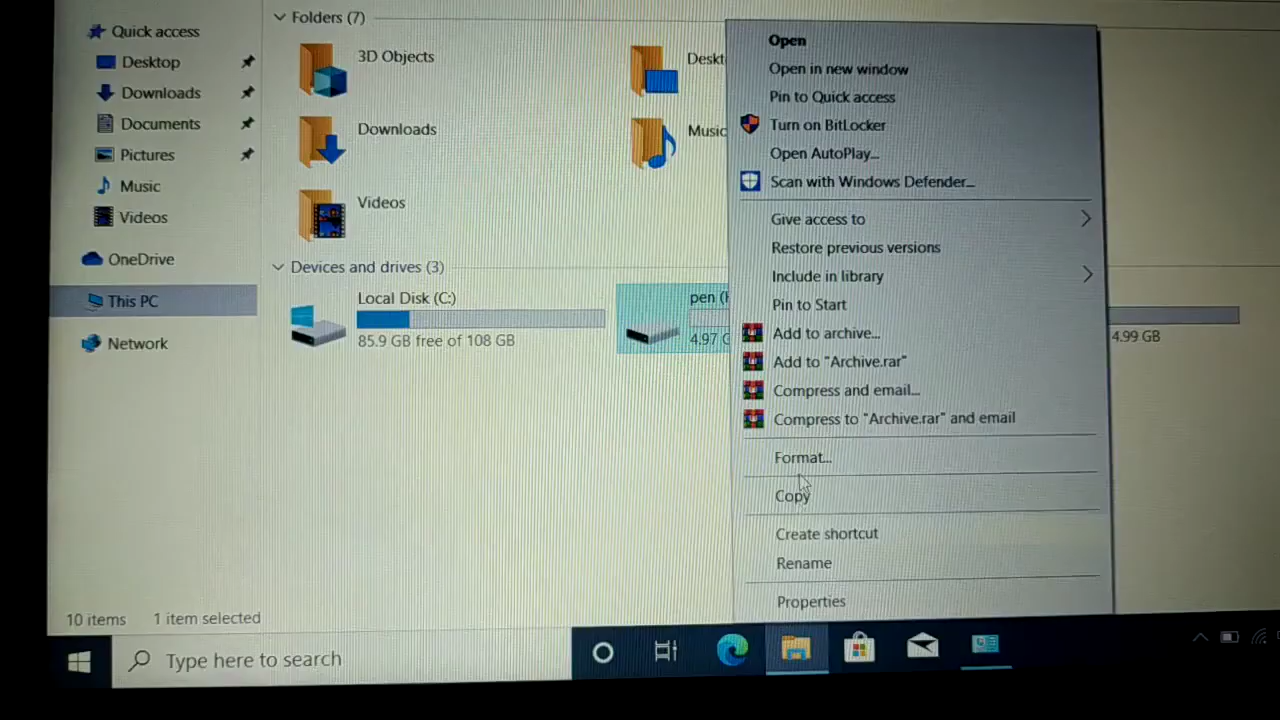 Quick access
Desktop
Downloads
Documents
Pictures
Music
Videos
OneDrive
This PC
Network
Folders (7)
3D Objects
Downloads
Music
Videos
Devices and drives (3)
Local Disk (C:)
85.9 GB free of 108 GB
pen
4.97
4.99 GB
Open
Open in new window
Pin to Quick access
Turn on BitLocker
Open AutoPlay...
Scan with Windows Defender...
Give access to
Restore previous versions
Include in library
Pin to Start
Add to archive...
Add to "Archive.rar"
Compress and email...
Compress to "Archive.rar" and email
Format...
Copy
Create shortcut
Rename
Properties
10 items 1 item selected
Type here to search